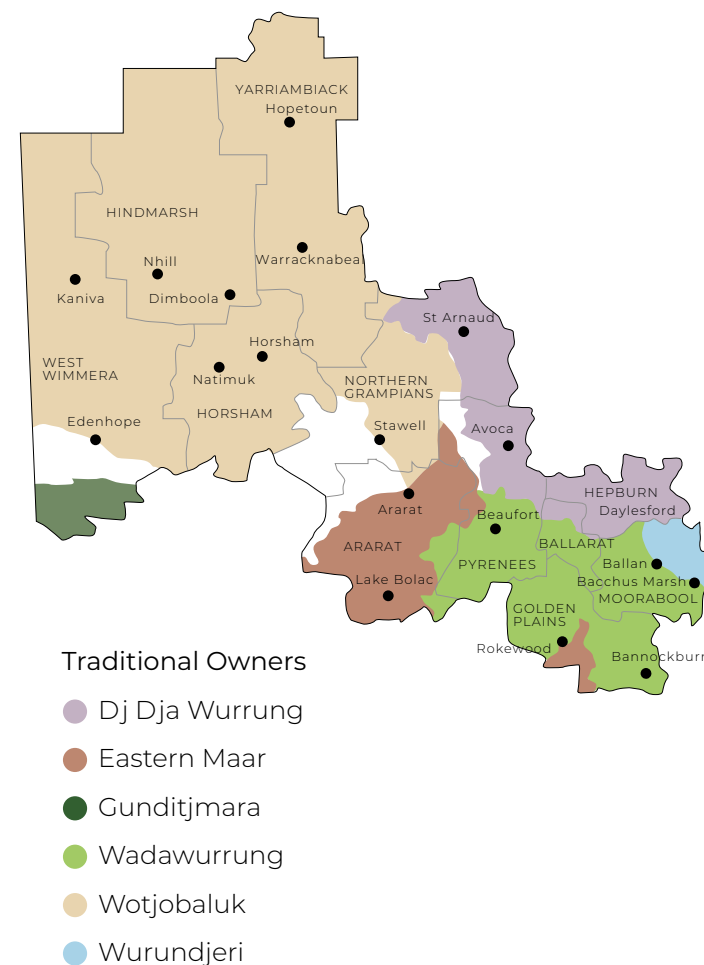 YARRIAMBIACK
Hopetoun
HINDMARSH
Nhill
Warracknabeal
Kaniva
Dimboola
St Arnaud
Horsham
WEST
WIMMERA
Natimuk
NORTHERN
GRAMPIANS
HORSHAM
Edenhope
Stawell
Avoca
HEPBURN
Daylesford
Ararat
Beaufort
ARARAT
BALLARAT
PYRENEES
Ballan
Lake Bolac
Bacchus Marsh
MOORABOOL
GOLDEN
PLAINS
Rokewood
Bannockburn
Traditional Owners
Dj Dja Wurrung
Eastern Maar
Gunditjmara
Wadawurrung
Wotjobaluk
Wurundjeri